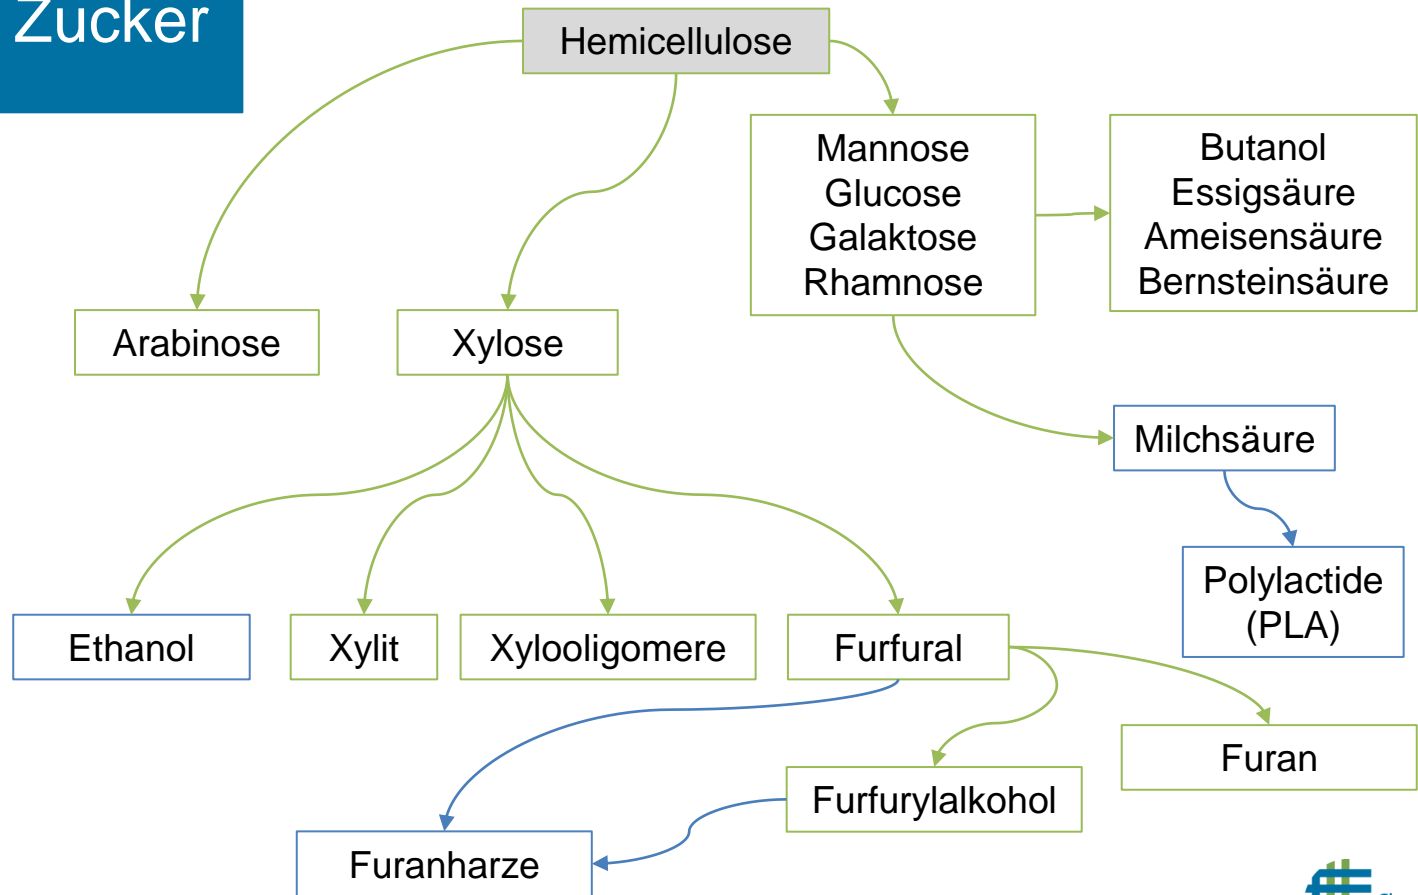 Zucker
Hemicellulose
Mannose
Glucose
Galaktose
Rhamnose
Butanol
Essigsäure
Ameisensäure
Bernsteinsäure
Arabinose
Xylose
Milchsäure
Polylactide
(PLA)
Ethanol
Xylit
Xylooligomere
Furfural
Furan
Furfurylalkohol
Furanharze